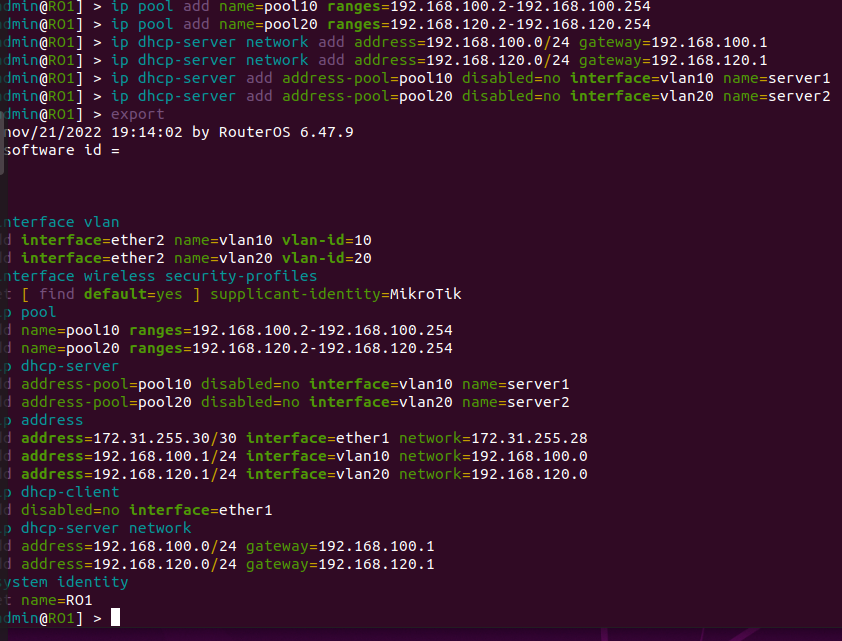 dmin@RO1] > ip pool add name=pool10 ranges=192.168.100.2-192.168.100.254
dmin@RO1] > ip pool add name=pool20 ranges=192.168.120.2-192.168.120.254
dmin@RO1] > ip dhcp-server network add address=192.168.100.0/24 gateway=192.168.100.1
dmin@RO1] > ip dhcp-server network add address=192.168.120.0/24 gateway=192.168.120.1
dmin@RO1] > ip dhcp-server add address-pool=pool10 disabled=no interface=vlan10 name=server1
dmin@RO1] > ip dhcp-server add address-pool=pool20 disabled=no interface=vlan20 name=server2
dmin@RO1] > export
nov/21/2022 19:14:02 by RouterOS 6.47.9
software id =
nterface vlan
d interface=ether2 name=vlan10 vlan-id=10
d interface=ether2 name=vlan20 vlan-id=20
nterface wireless security-profiles
t [ find default=yes ] supplicant-identity=MikroTik
p pool
d name=pool10 ranges=192.168.100.2-192.168.100.254
d name=pool20 ranges=192.168.120.2-192.168.120.254
p dhcp-server
d address-pool=pool10 disabled=no interface=vlan10 name=server1
d address-pool=pool20 disabled=no interface=vlan20 name=server2
p address
d address=172.31.255.30/30 interface=ether1 network=172.31.255.28
d address=192.168.100.1/24 interface=vlan10 network=192.168.100.0
d address=192.168.120.1/24 interface=vlan20 network=192.168.120.0
p dhcp-client
d disabled=no interface=ether1
p dhcp-server network
d address=192.168.100.0/24 gateway=192.168.100.1
d address=192.168.120.0/24 gateway=192.168.120.1
ystem identity
t name=RO1
dmin@RO1] >